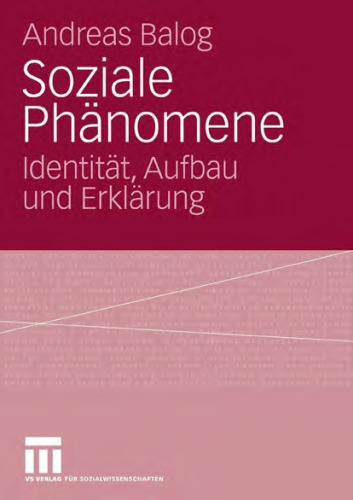 Andreas Balog
Soziale
Phänomene
Identität, Aufbau
und Erklärung
VS VERLAG FÜR SOZIALWISSENSCHAFTEN